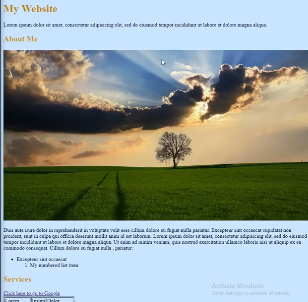 My Website
Lorem ipsum dolor sit amet, consectetur adipisicing elit, sed do eiusmod tempor incididunt ut labore et dolore magna aliqua.
About Me
Duis aute irure dolor in reprehenderit in voluptate velit esse cillum dolore eu fugiat nulla pariatur. Excepteur sint occaecat cupidatat non
proident, sunt in culpa qui officia deserunt mollit anim id est laborum. Lorem ipsum dolor sit amet, consectetur adipisicing elit, sed do eiusmod
tempor incididunt ut labore et dolore magna aliqua. Ut enim ad minim veniam, quis nostrud exercitation ullamco laboris nisi ut aliquip ex ea
commodo consequat. Cillum dolore eu fugiat nulla , pariatur:
Excepteur sint occaecat
1. My numbered list item
Services
Activate Windows
Go to Settings to activate Windows.
Click here to go to Google
Lorem Ipsum Dolor